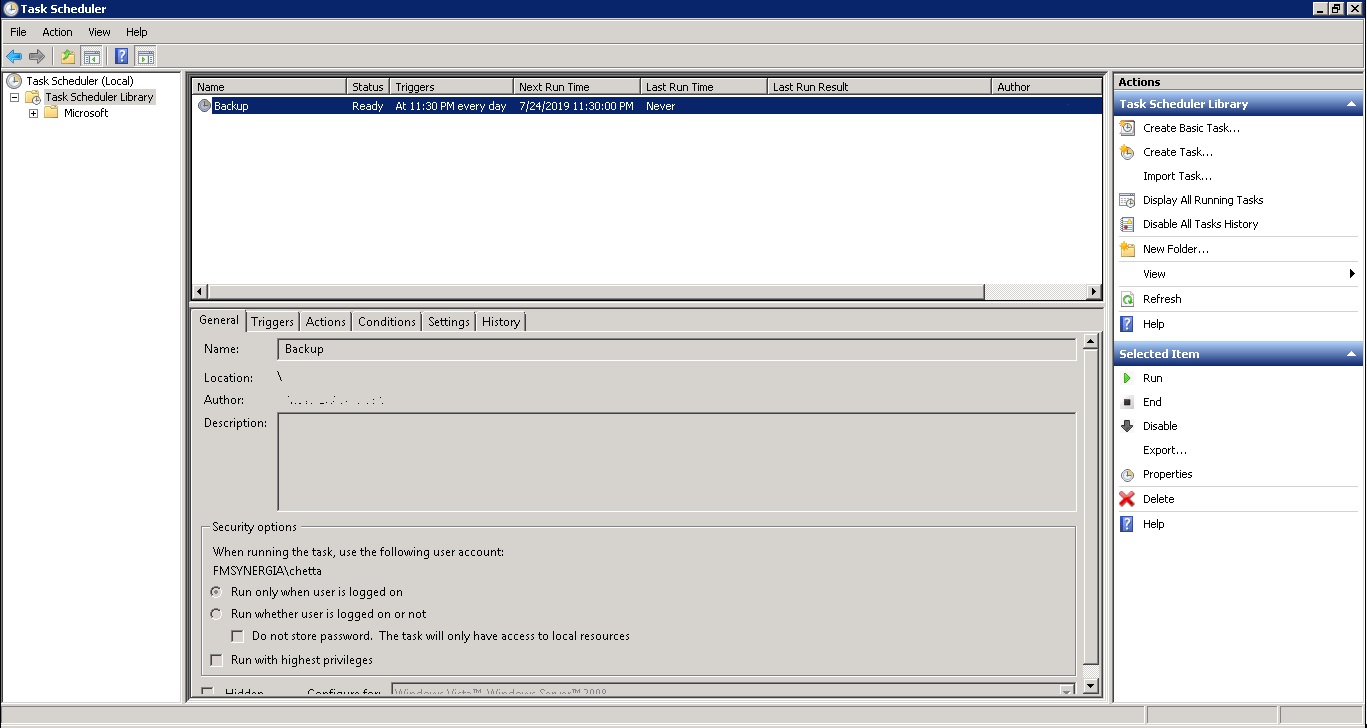 Task Scheduler
File Action View Help
Task Scheduler (Local)
Task Scheduler Library
Microsoft
Name Status Triggers Next Run Time Last Run Time Last Run Result Author
Backup Ready At 11:30 PM every day 7/24/2019 11:30:00 PM Never
General Triggers Actions Conditions Settings History
Name: Backup
Location: \
Author:
Description:
Security options
When running the task, use the following user account:
FMSYNERGIA\chetta
Run only when user is logged on
Run whether user is logged on or not
Do not store password. The task will only have access to local resources
Run with highest privileges
Hidden Configure for: Windows Vista™, Windows Server™ 2008
Actions
Task Scheduler Library
Create Basic Task...
Create Task...
Import Task...
Display All Running Tasks
Disable All Tasks History
New Folder...
View
Refresh
Help
Selected Item
Run
End
Disable
Export...
Properties
Delete
Help